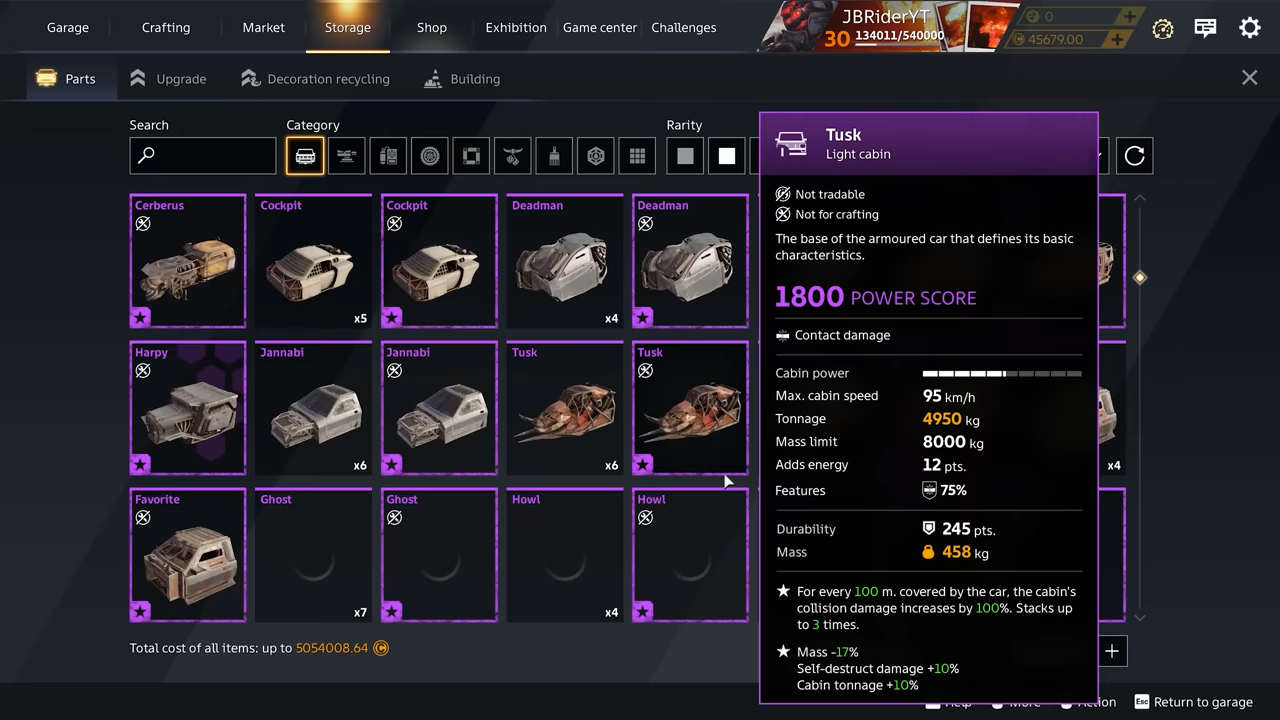 Garage
Crafting
Market
Storage
Shop
Exhibition
Game center
Challenges
JBRiderYT
30 134011/540000
0
45679.00
Parts
Upgrade
Decoration recycling
Building
Search
Category
Rarity
Cerberus
Cockpit
x5
Cockpit
Deadman
x4
Deadman
Harpy
Jannabi
x6
Jannabi
Tusk
x6
Tusk
x4
Favorite
Ghost
x7
Ghost
Howl
x4
Howl
Tusk
Light cabin
Not tradable
Not for crafting
The base of the armoured car that defines its basic
characteristics.
1800 POWER SCORE
Contact damage
Cabin power
Max. cabin speed 95 km/h
Tonnage 4950 kg
Mass limit 8000 kg
Adds energy 12 pts.
Features 75%
Durability 245 pts.
Mass 458 kg
For every 100 m. covered by the car, the cabin's
collision damage increases by 100%. Stacks up
to 3 times.
Mass -17%
Self-destruct damage +10%
Cabin tonnage +10%
Total cost of all items: up to 5054008.64
Esc Return to garage